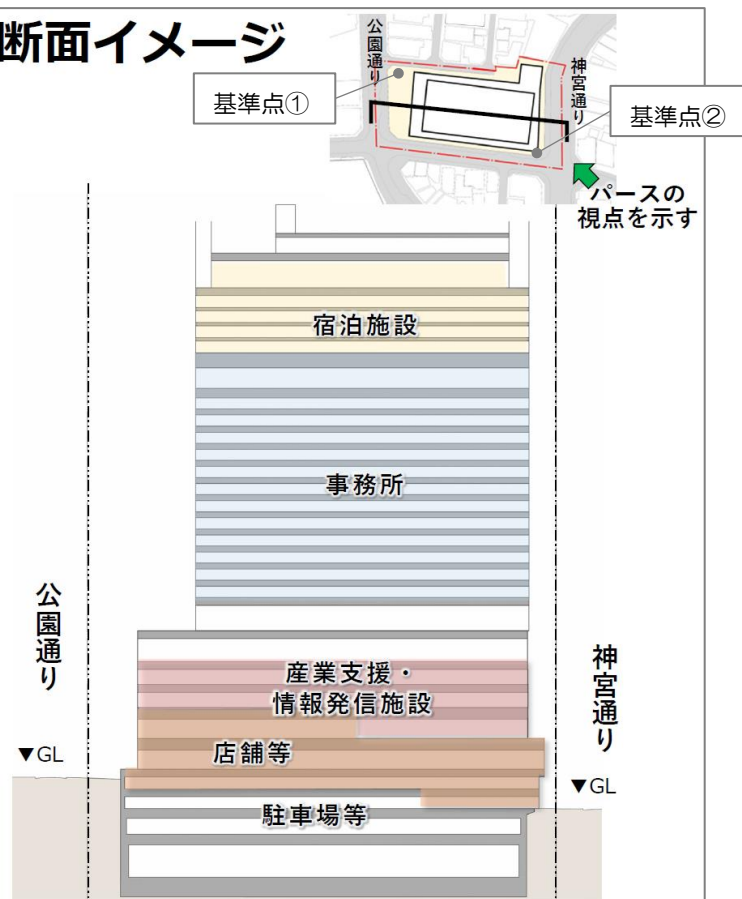 断面イメージ
公園通り
基準点①
神宮通り
基準点②
パースの
視点を示す
宿泊施設
事務所
公園通り
産業支援・
情報発信施設
神宮通り
店舗等
▼GL
▼GL
駐車場等